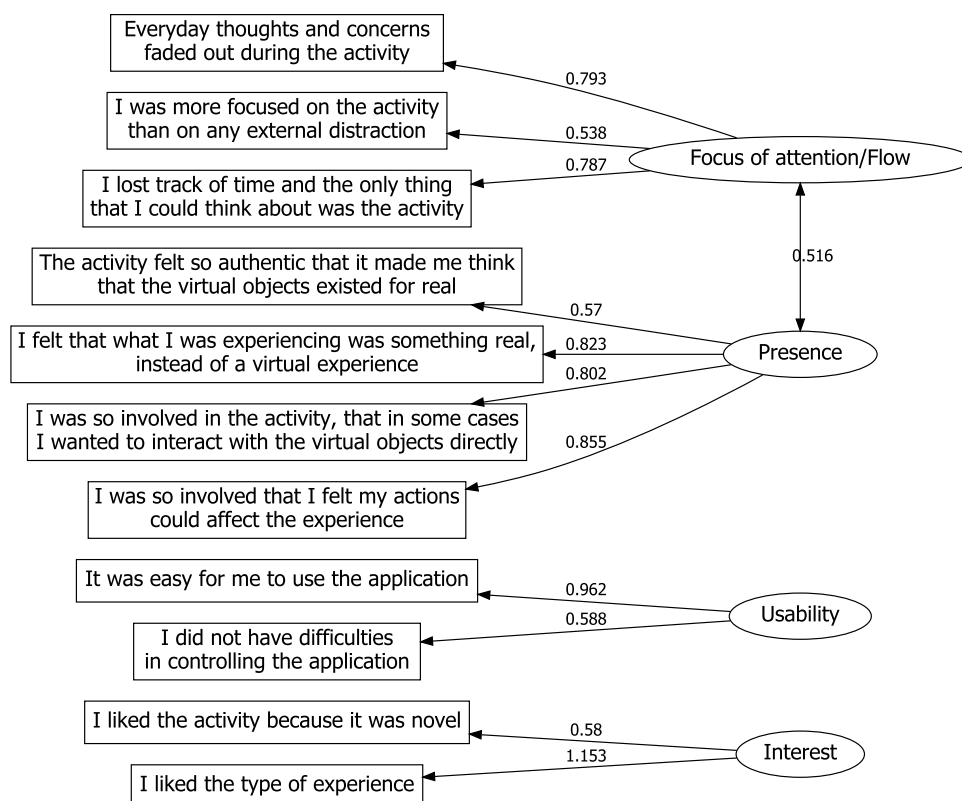 Everyday thoughts and concerns
faded out during the activity
0.793
I was more focused on the activity
than on any external distraction
0.538
Focus of attention/Flow
0.787
I lost track of time and the only thing
that I could think about was the activity
0.516
The activity felt so authentic that it made me think
that the virtual objects existed for real
0.57
I felt that what I was experiencing was something real,
instead of a virtual experience
0.823
Presence
0.802
I was so involved in the activity, that in some cases
I wanted to interact with the virtual objects directly
0.855
I was so involved that I felt my actions
could affect the experience
It was easy for me to use the application
0.962
Usability
0.588
I did not have difficulties
in controlling the application
I liked the activity because it was novel
0.58
Interest
1.153
I liked the type of experience